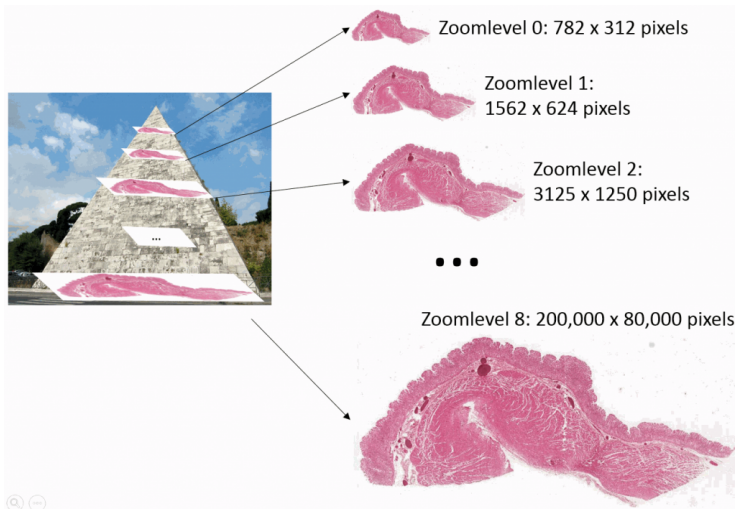 Zoomlevel 0: 782 x 312 pixels
Zoomlevel 1:
1562 x 624 pixels
Zoomlevel 2:
3125 x 1250 pixels
...
...
Zoomlevel 8: 200,000 x 80,000 pixels